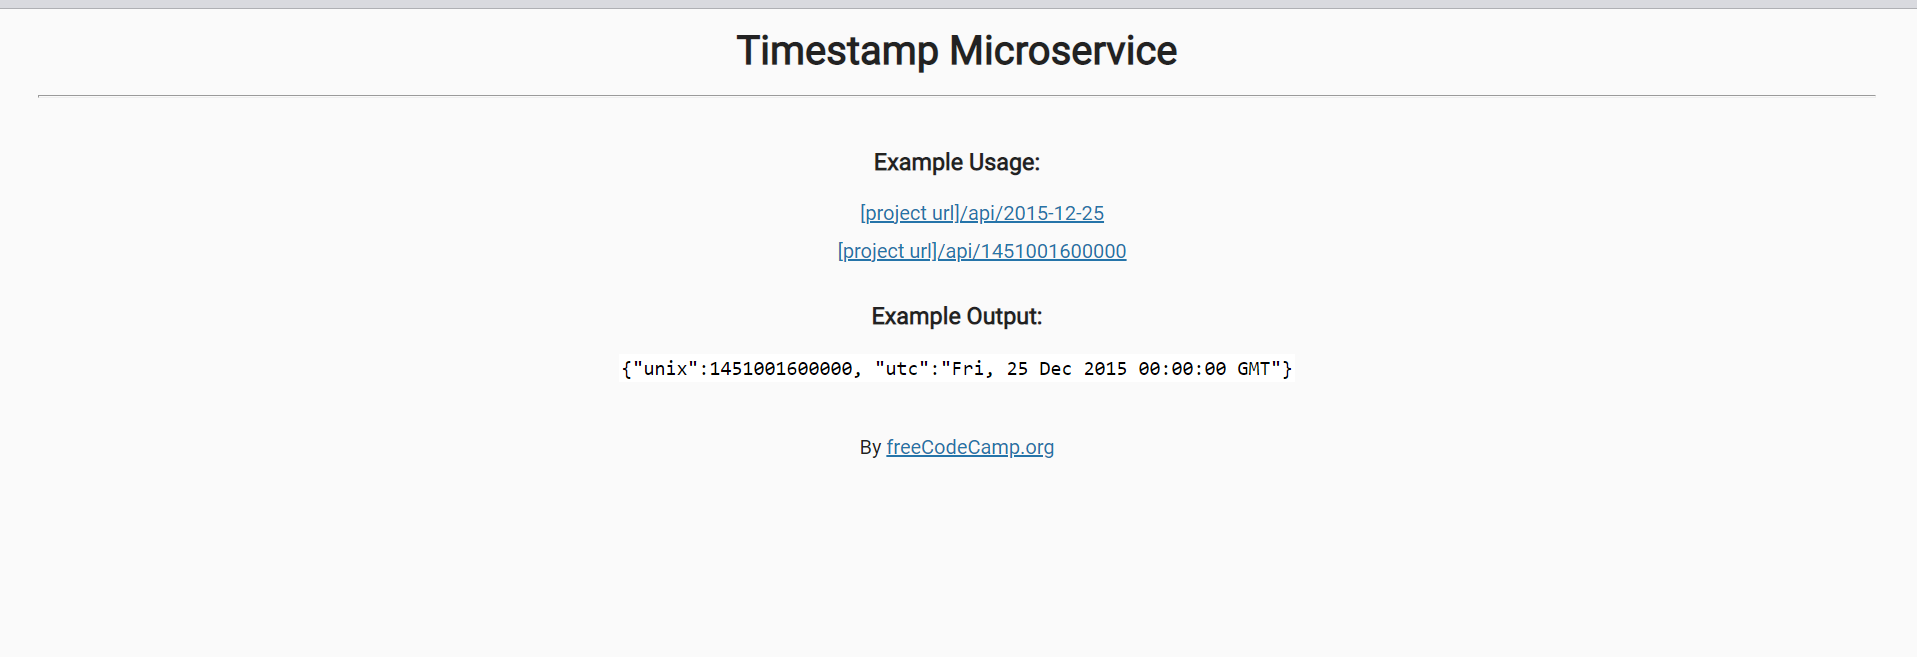 Timestamp Microservice
Example Usage:
[project url]/api/2015-12-25
[project url]/api/1451001600000
Example Output:
{"unix":1451001600000, "utc":"Fri, 25 Dec 2015 00:00:00 GMT"}
By freeCodeCamp.org